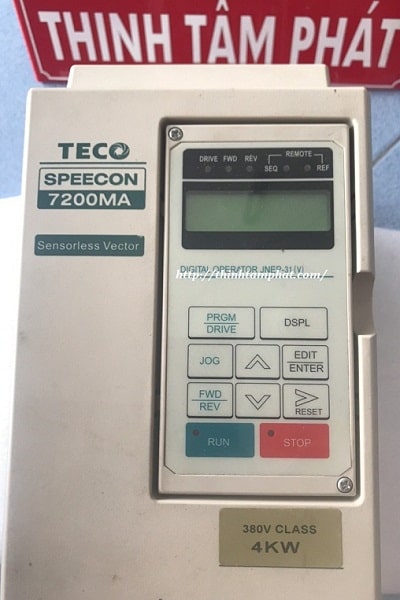 THINH TÂM PHÁT
TECO
SPEECON
7200MA
Sensorless Vector
DRIVE FWD REV REMOTE
SEQ REF
DIGITAL OPERATOR JNEP-31(V)
http://thinhtamphat.com/
PRGM
DRIVE
DSPL
JOG
EDIT
ENTER
FWD
REV
RESET
RUN
STOP
380V CLASS
4KW